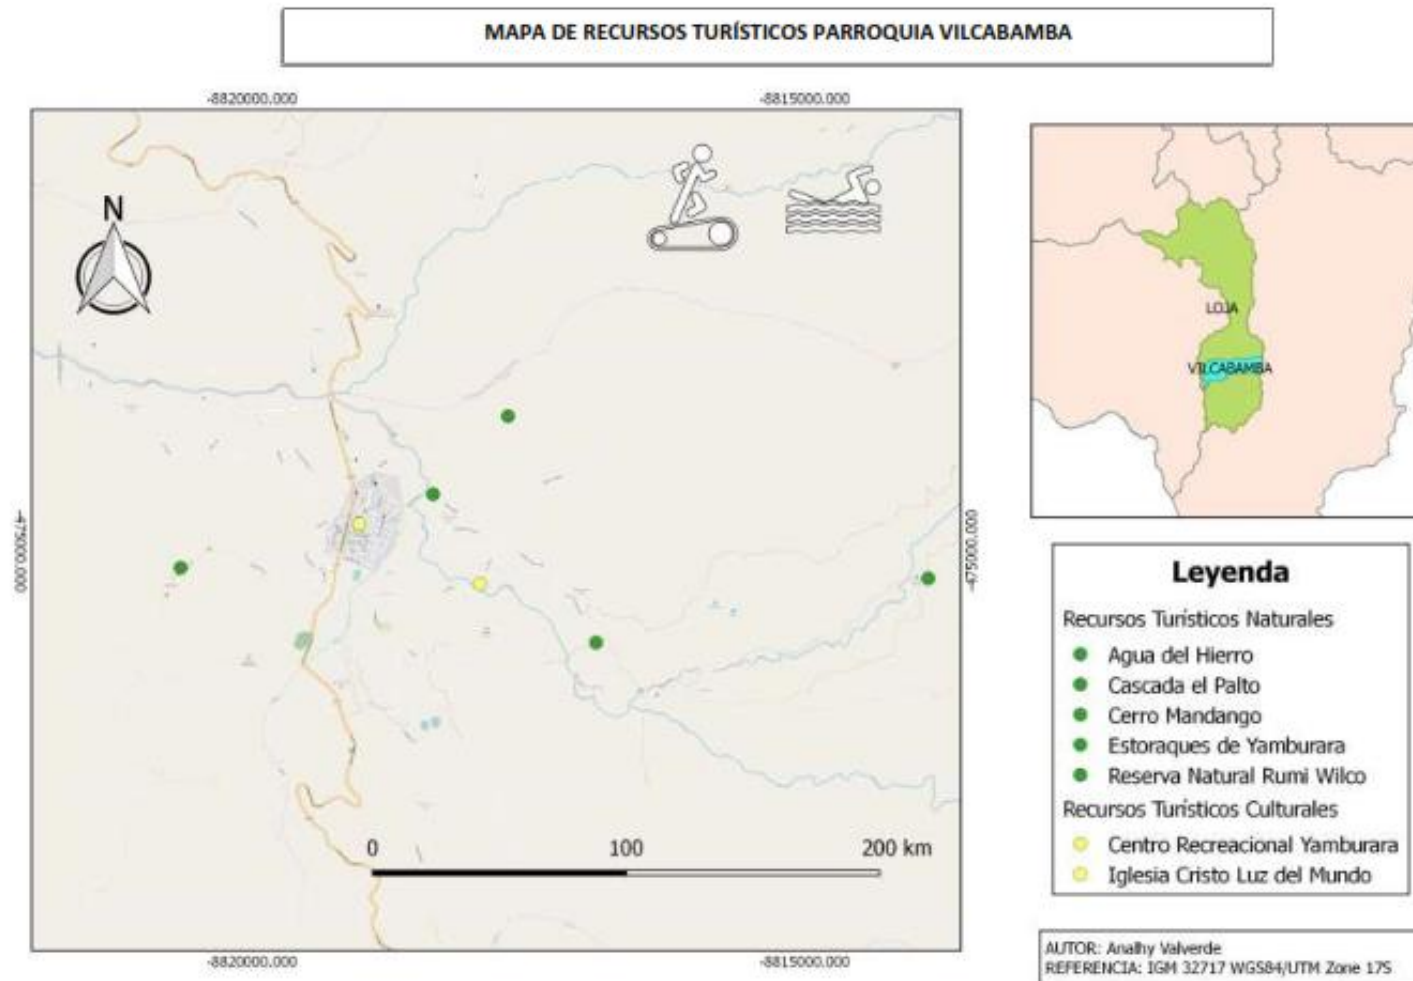 MAPA DE RECURSOS TURÍSTICOS PARROQUIA VILCABAMBA
-8820000.000
-8815000.000
N
LOJA
VILCABAMBA
-475000.000
-475000.000
0
100
200 km
-8820000.000
-8815000.000
Leyenda
Recursos Turísticos Naturales
Agua del Hierro
Cascada el Palto
Cerro Mandango
Estoraques de Yamburara
Reserva Natural Rumi Wilco
Recursos Turísticos Culturales
Centro Recreacional Yamburara
Iglesia Cristo Luz del Mundo
AUTOR: Analhy Valverde
REFERENCIA: IGM 32717 WGS84/UTM Zone 17S